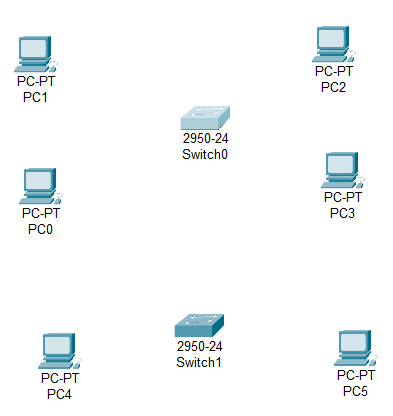 PC-PT
PC1
PC-PT
PC2
2950-24
Switch0
PC-PT
PC0
PC-PT
PC3
2950-24
Switch1
PC-PT
PC4
PC-PT
PC5